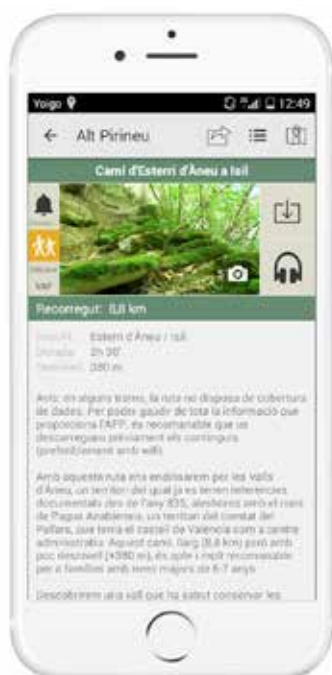 Yoigo 12:49
Alt Pirineu
Camí d'Esterri d'Àneu a Isil
Recorregut: 8,8 km
Esterri d'Àneu / Isil
2h 30'
380 m.
Avís: en alguns trams, la ruta no disposa de cobertura
de dades. Per poder gaudir de tota la informació que
proporciona l'APP, és recomanable que us
descarregueu prèviament els continguts
(preferiblement amb wifi).
Amb aquesta ruta ens endinsarem per les Valls
d'Àneu, un territori del qual ja es tenen referències
documentals des de l'any 835, aleshores amb el nom
de Pagus Anabiensis, un territori del comtat del
Pallars, que tenia el castell de València com a centre
administratiu. Aquest camí, llarg (8,8 km) però amb
poc desnivell (+380 m), és apte i molt recomanable
per a famílies amb nens majors de 6-7 anys.
Descobrirem una vall que ha sabut conservar les